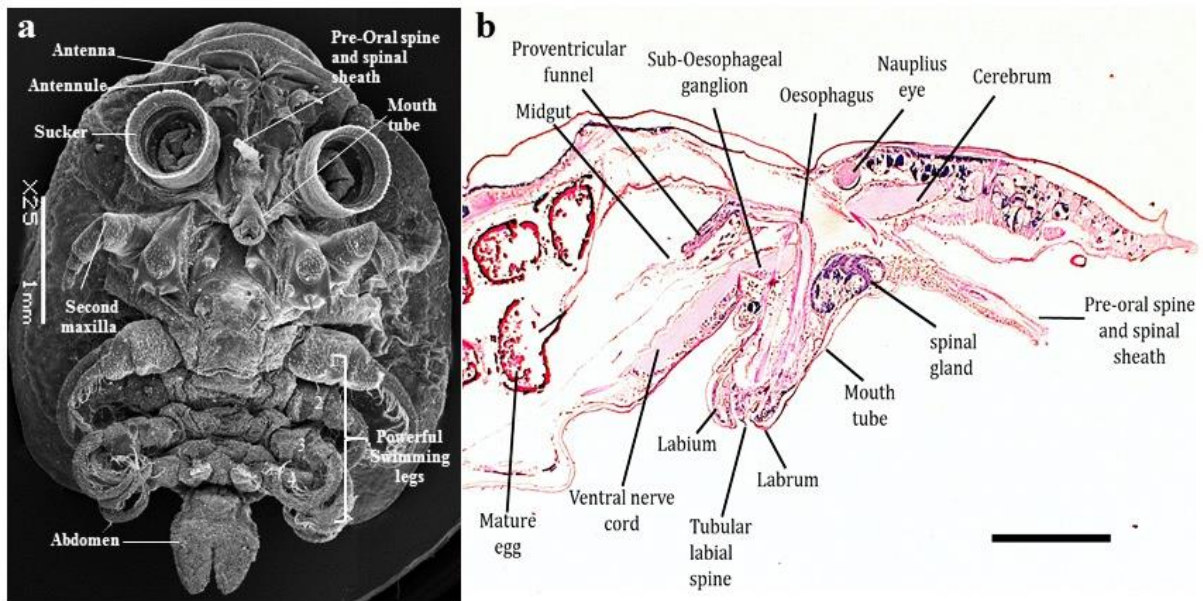 a
Antenna
Antennule
Sucker
Pre-Oral spine
and spinal
sheath
Mouth
tube
X25
1mm
Second
maxilla
2
3
4
Powerful
Swimming
legs
Abdomen
b
Proventricular
funnel
Midgut
Sub-Oesophageal
ganglion
Oesophagus
Nauplius
eye
Cerebrum
Pre-oral spine
and spinal
sheath
spinal
gland
Mouth
tube
Labium
Labrum
Ventral nerve
cord
Tubular
labial
spine
Mature
egg